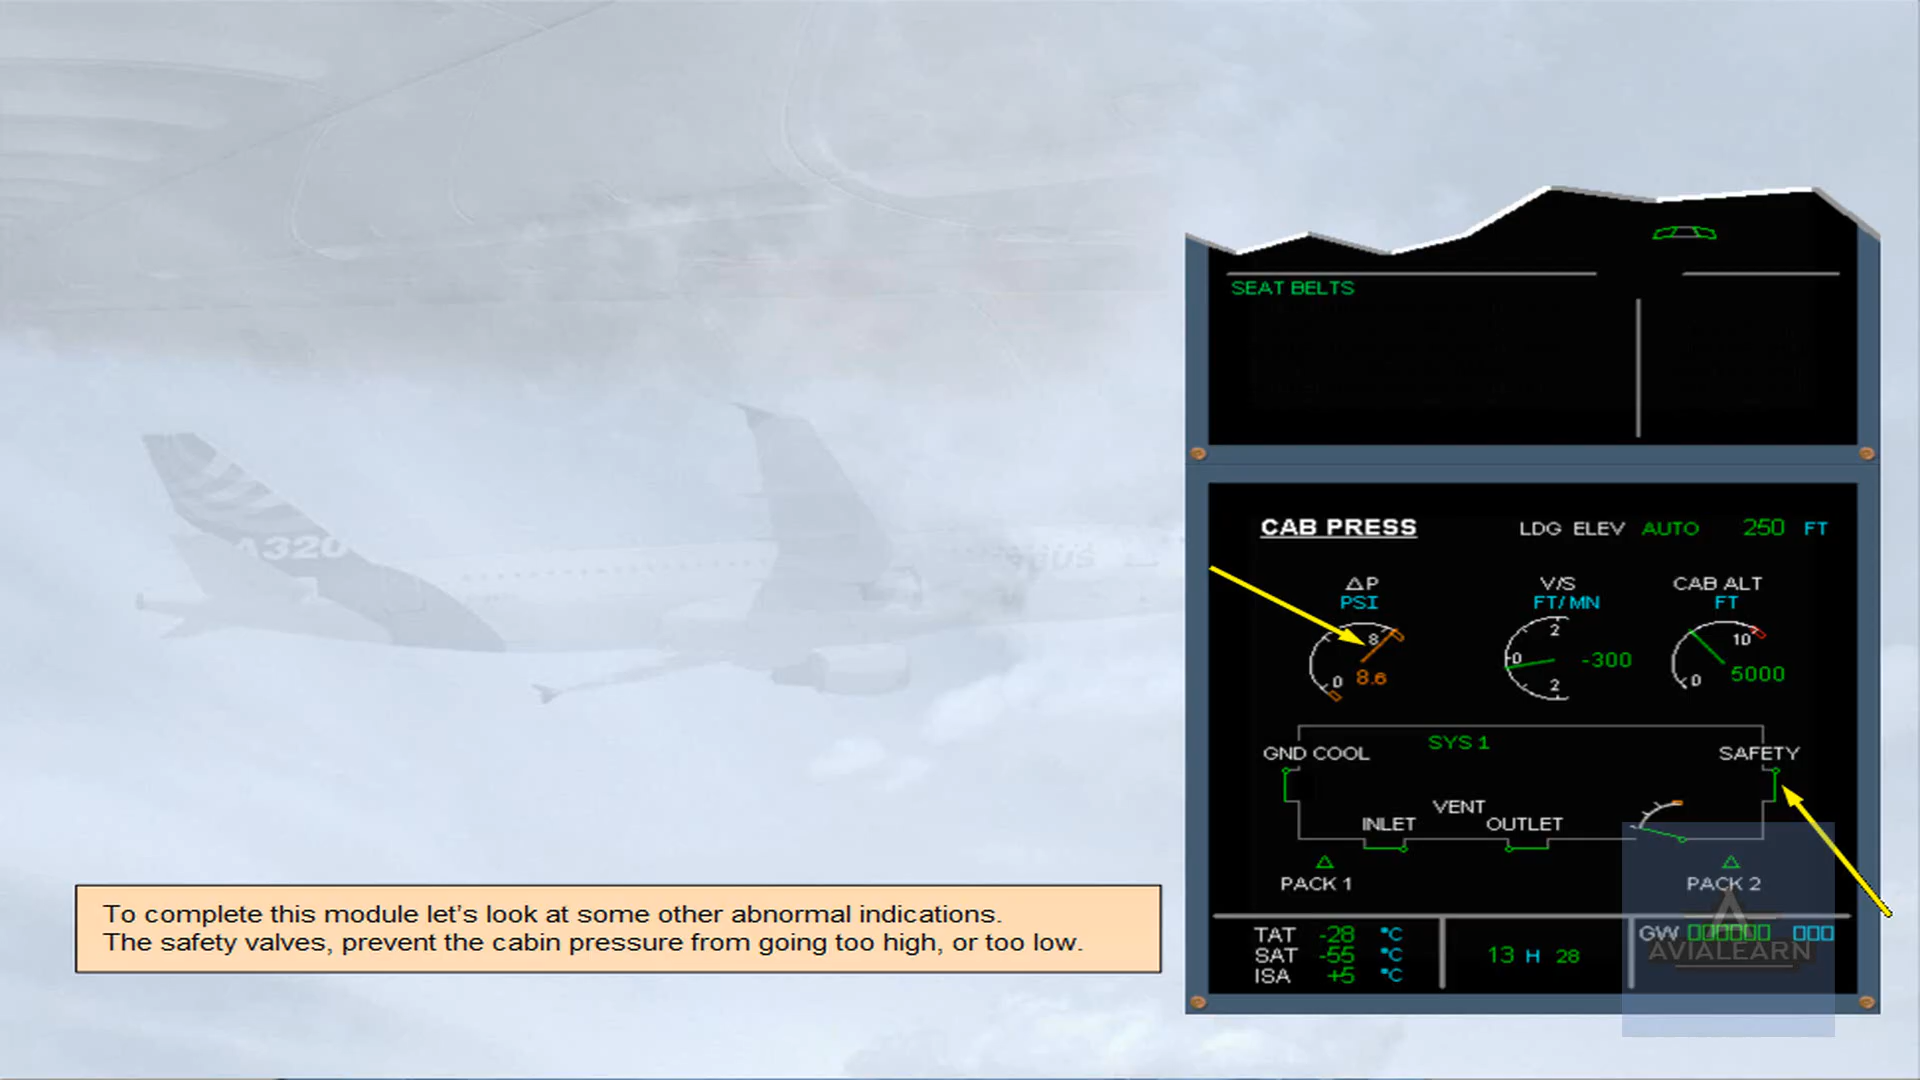 SEAT BELTS
A320
CAB PRESS LDG ELEV AUTO 250 FT
ΔP V/S CAB ALT
PSI FT/MN FT
8 2 10
0 8.6 0 -300 0 5000
2
SYS 1
GND COOL SAFETY
VENT
INLET OUTLET
PACK 1 PACK 2
TAT -28 °C
SAT -55 °C
ISA +5 °C
13 H 28
GW
AVIALEARN
To complete this module let's look at some other abnormal indications.
The safety valves, prevent the cabin pressure from going too high, or too low.